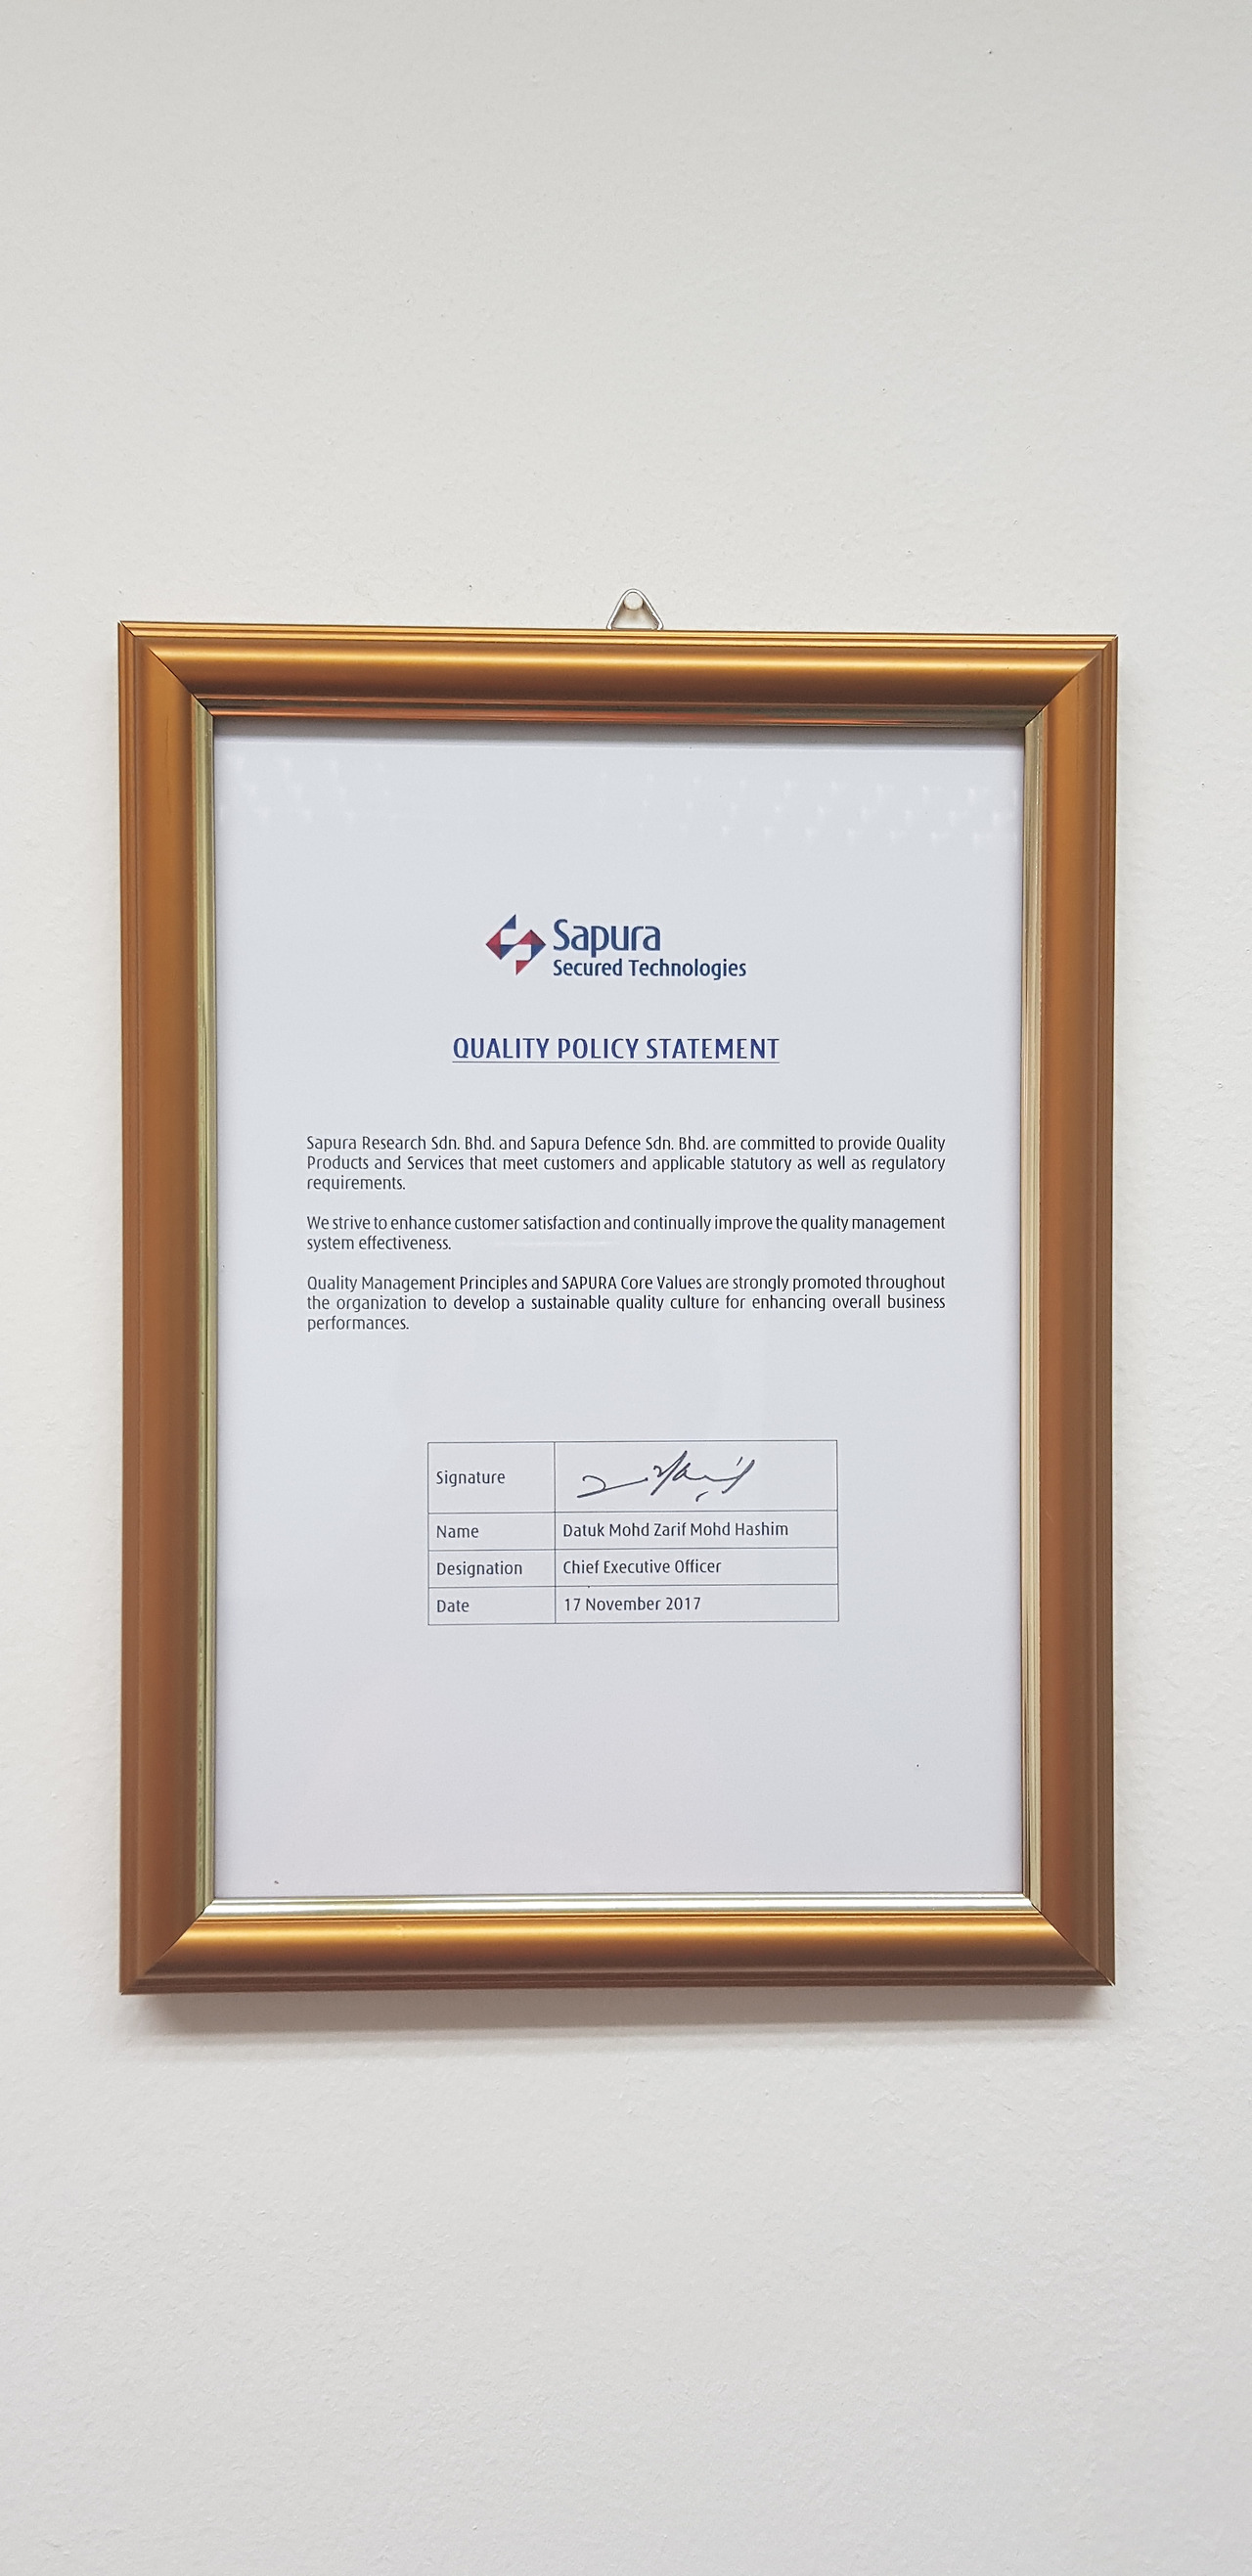 Sapura
Secured Technologies
QUALITY POLICY STATEMENT
Sapura Research Sdn. Bhd. and Sapura Defence Sdn. Bhd. are committed to provide Quality
Products and Services that meet customers and applicable statutory as well as regulatory
requirements.
We strive to enhance customer satisfaction and continually improve the quality management
system effectiveness.
Quality Management Principles and SAPURA Core Values are strongly promoted throughout
the organization to develop a sustainable quality culture for enhancing overall business
performances.
Signature
Name Datuk Mohd Zarif Mohd Hashim
Designation Chief Executive Officer
Date 17 November 2017